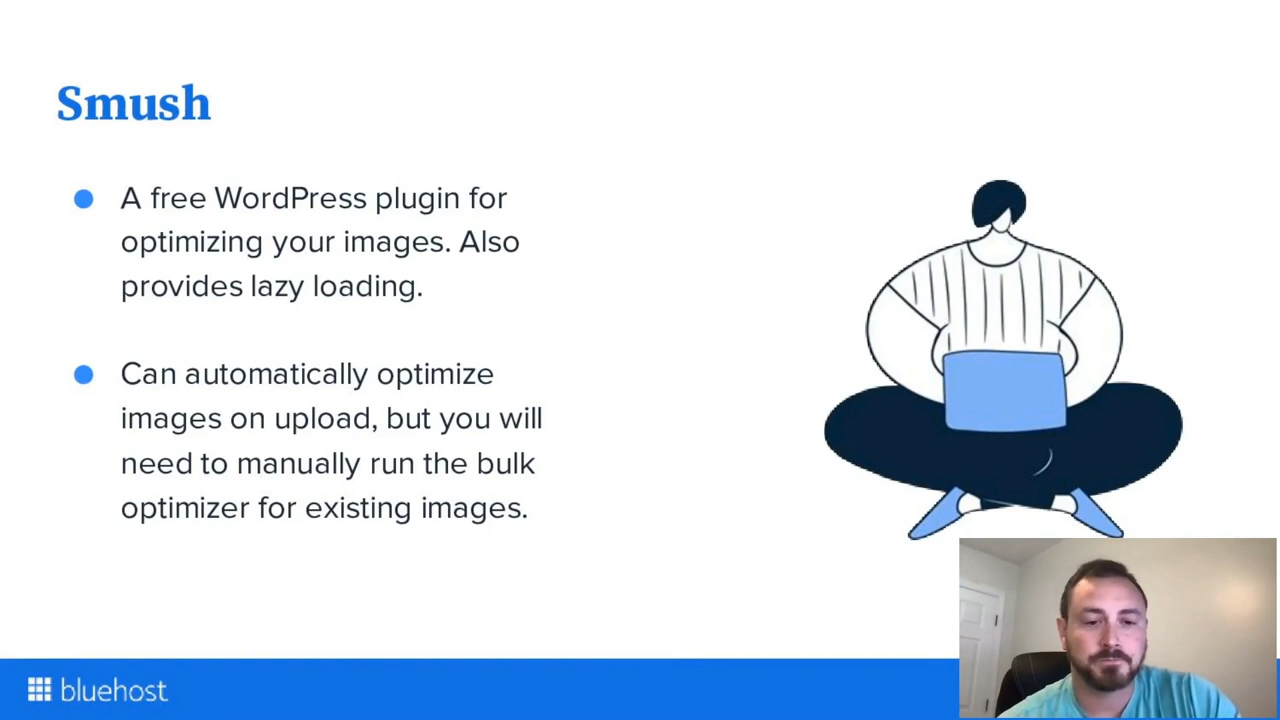 Smush
A free WordPress plugin for
optimizing your images. Also
provides lazy loading.
Can automatically optimize
images on upload, but you will
need to manually run the bulk
optimizer for existing images.
bluehost